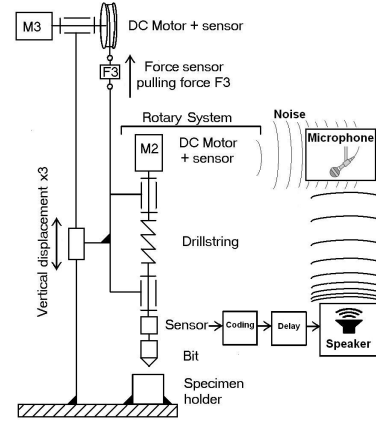 M3
DC Motor + sensor
F3
Force sensor
pulling force F3
Rotary System
Noise
M2
DC Motor
+ sensor
Microphone
Vertical displacement x3
Drillstring
Sensor
Coding
Delay
Speaker
Bit
Specimen
holder